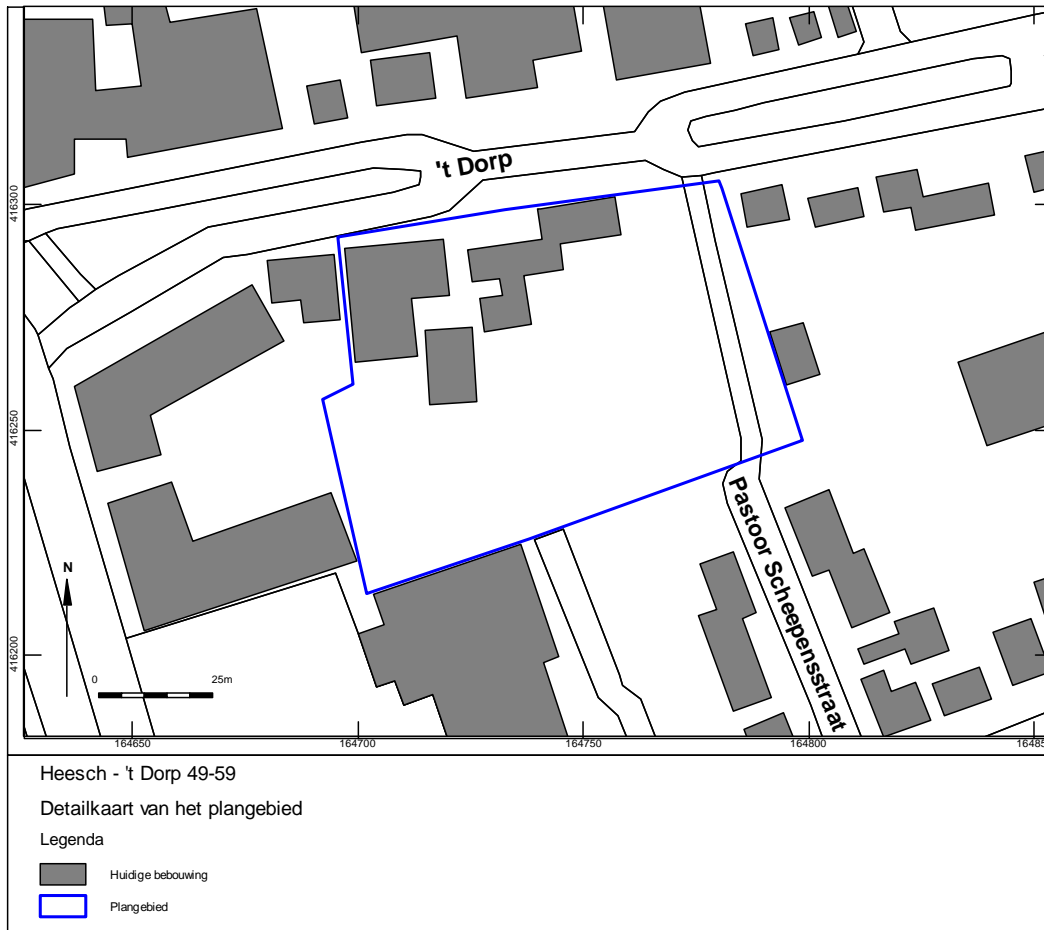 't Dorp
416300
416250
Pastoor Scheepensstraat
N
416200
0 25m
164650 164700 164750 164800
Heesch - 't Dorp 49-59
Detailkaart van het plangebied
Legenda
Huidige bebouwing
Plangebied